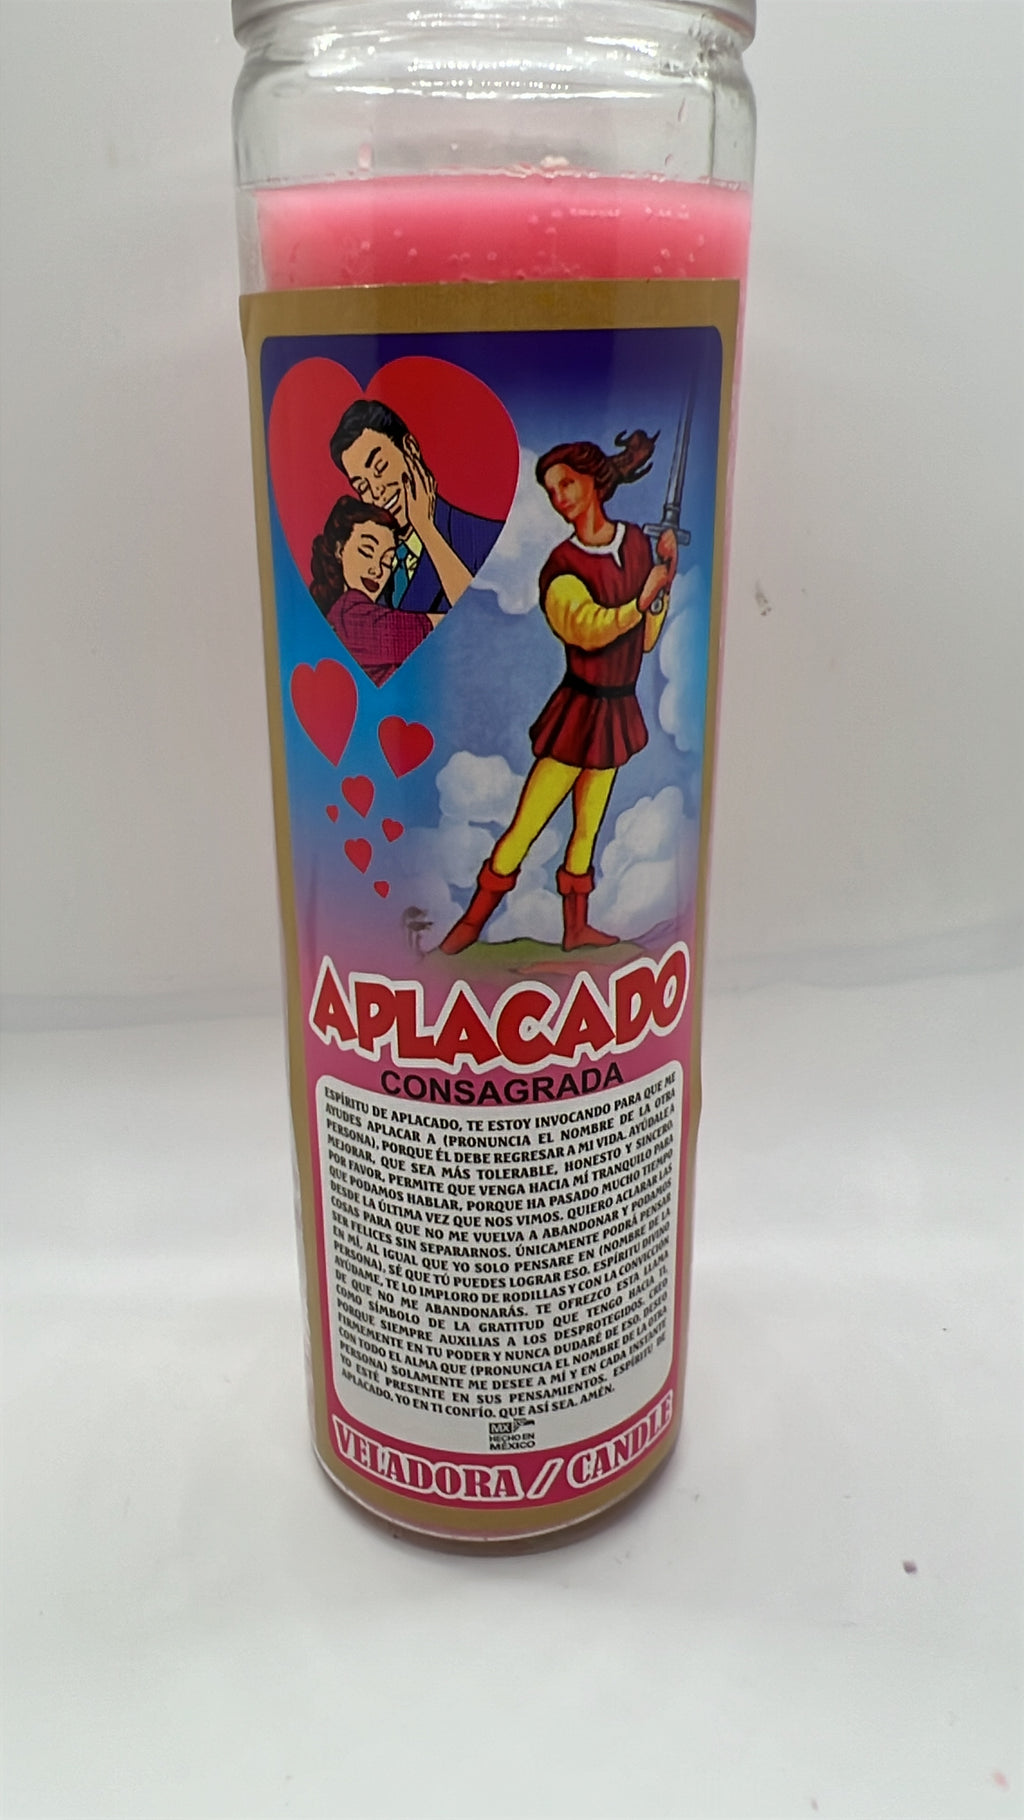 APLACADO
CONSAGRADA
ESPÍRITU DE APLACADO, TE ESTOY INVOCANDO PARA QUE ME
AYUDES APLACAR A (PRONUNCIA EL NOMBRE DE LA OTRA
PERSONA), PORQUE ÉL DEBE REGRESAR A MI VIDA. AYÚDALE A
MEJORAR, QUE SEA MÁS TOLERABLE, HONESTO Y SINCERO.
POR FAVOR, PERMITE QUE VENGA HACIA MÍ TRANQUILO PARA
QUE PODAMOS HABLAR, PORQUE HA PASADO MUCHO TIEMPO
DESDE LA ÚLTIMA VEZ QUE NOS VIMOS. QUIERO ACLARAR LAS
COSAS PARA QUE NO ME VUELVA A ABANDONAR Y PODAMOS
SER FELICES SIN SEPARARNOS. ÚNICAMENTE PODRÁ PENSAR
EN MÍ, AL IGUAL QUE YO SOLO PENSARE EN (NOMBRE DE LA
PERSONA), SÉ QUE TÚ PUEDES LOGRAR ESO. ESPÍRITU DIVINO
AYÚDAME, TE LO IMPLORO DE RODILLAS Y CON LA CONVICCIÓN
DE QUE NO ME ABANDONARÁS. TE OFREZCO ESTA LLAMA
COMO SÍMBOLO DE LA GRATITUD QUE TENGO HACIA TI,
PORQUE SIEMPRE AUXILIAS A LOS DESPROTEGIDOS. CREO
FIRMEMENTE EN TU PODER Y NUNCA DUDARÉ DE ESO. DESEO
CON TODO EL ALMA QUE (PRONUNCIA EL NOMBRE DE LA OTRA
PERSONA) SOLAMENTE ME DESEE A MÍ Y EN CADA INSTANTE
YO ESTÉ PRESENTE EN SUS PENSAMIENTOS. ESPÍRITU DE
APLACADO, YO EN TI CONFÍO. QUE ASÍ SEA. AMÉN.
MX
HECHO EN
MÉXICO
VELADORA / CANDLE